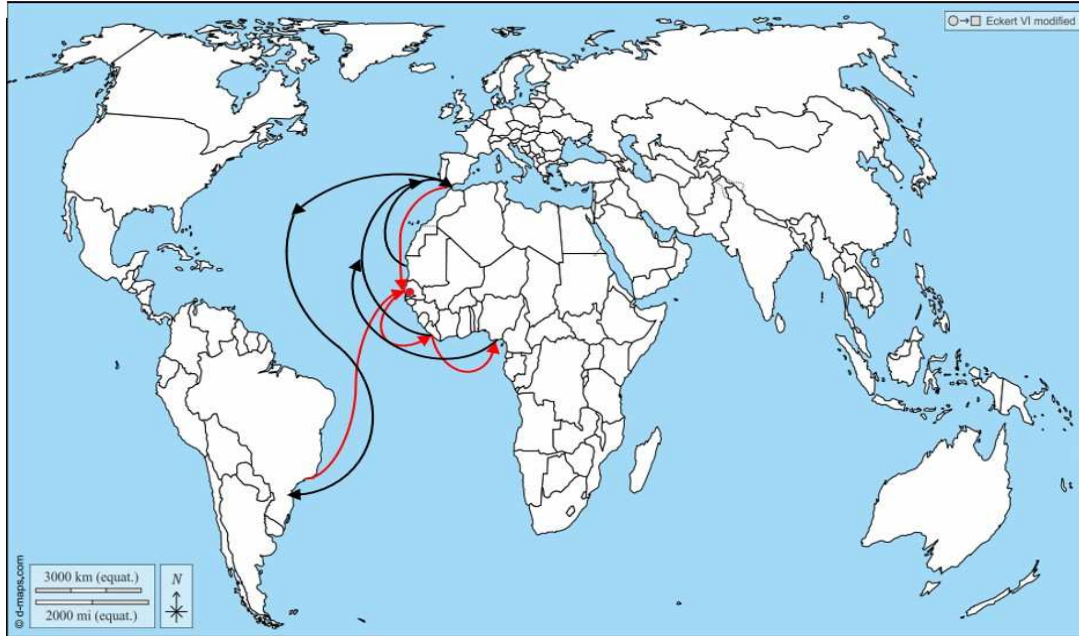 Eckert VI modified
© d-maps.com
3000 km (equat.)
2000 mi (equat.)
N